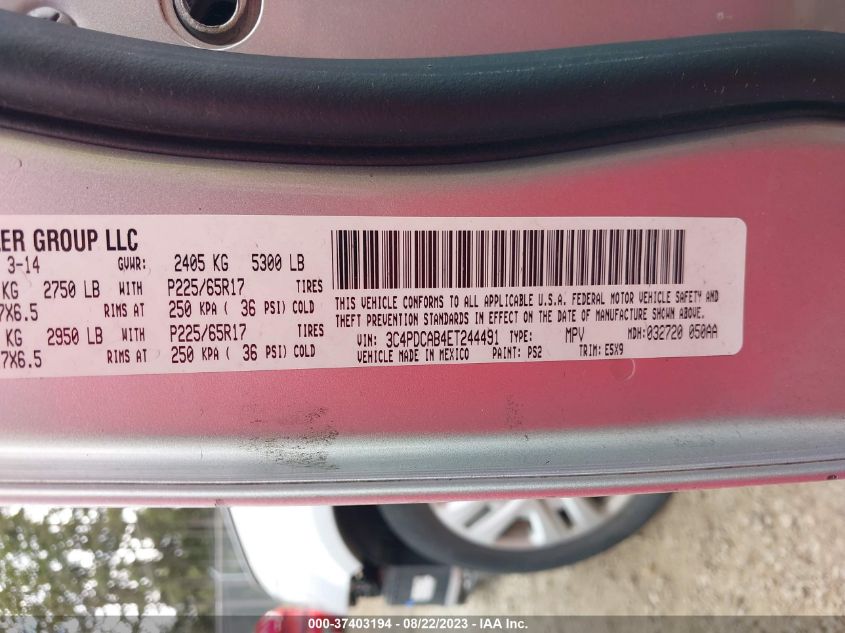 LER GROUP LLC
3-14 GVWR: 2405 KG 5300 LB
KG 2750 LB WITH P225/65R17 TIRES
7X6.5 RIMS AT 250 KPA ( 36 PSI) COLD
KG 2950 LB WITH P225/65R17 TIRES
7X6.5 RIMS AT 250 KPA ( 36 PSI) COLD
THIS VEHICLE CONFORMS TO ALL APPLICABLE U.S.A. FEDERAL MOTOR VEHICLE SAFETY AND
THEFT PREVENTION STANDARDS IN EFFECT ON THE DATE OF MANUFACTURE SHOWN ABOVE.
VIN: 3C4PDCAB4ET244491 TYPE: MPV MDH: 032720 050AA
VEHICLE MADE IN MEXICO PAINT: PS2 TRIM: E5X9
000-37403194 - 08/22/2023 - IAA Inc.